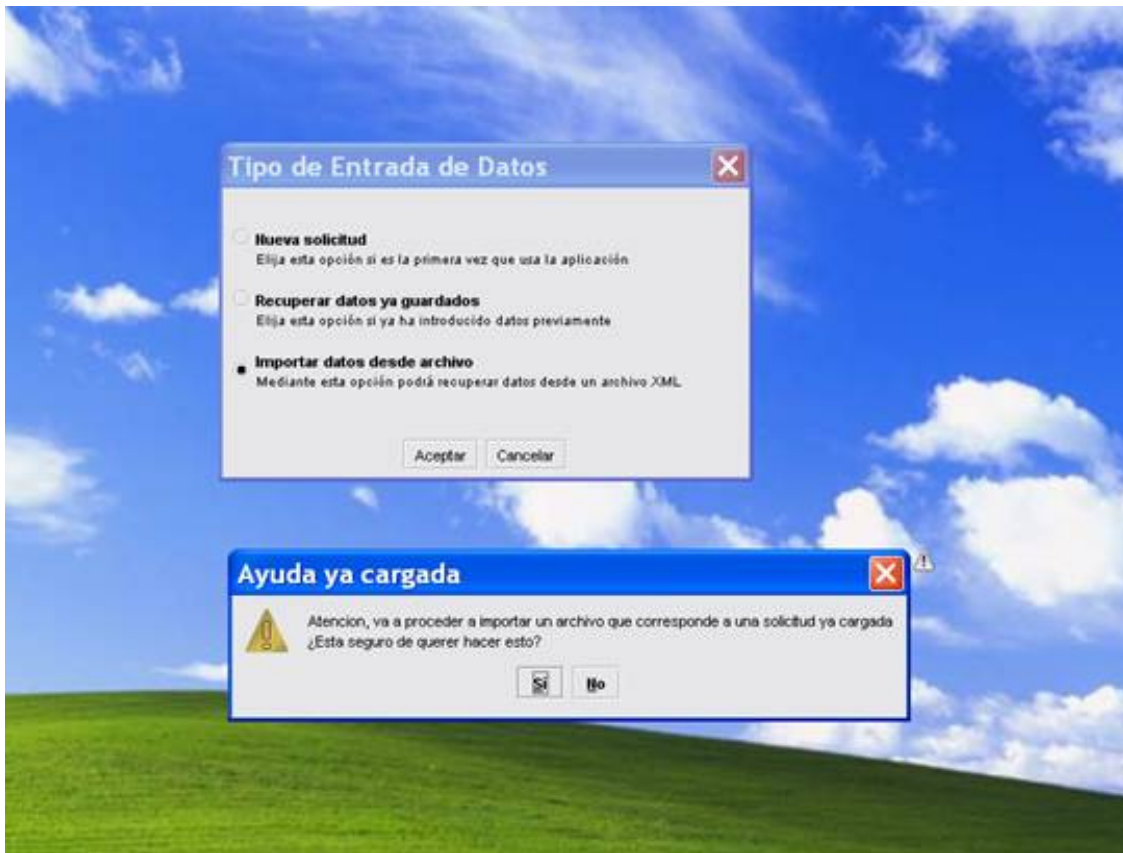 Tipo de Entrada de Datos
Nueva solicitud
Elija esta opción si es la primera vez que usa la aplicación
Recuperar datos ya guardados
Elija esta opción si ya ha introducido datos previamente
Importar datos desde archivo
Mediante esta opción podrá recuperar datos desde un archivo XML
Aceptar Cancelar
Ayuda ya cargada
Atencion, va a proceder a importar un archivo que corresponde a una solicitud ya cargada
¿Esta seguro de querer hacer esto?
Sí No